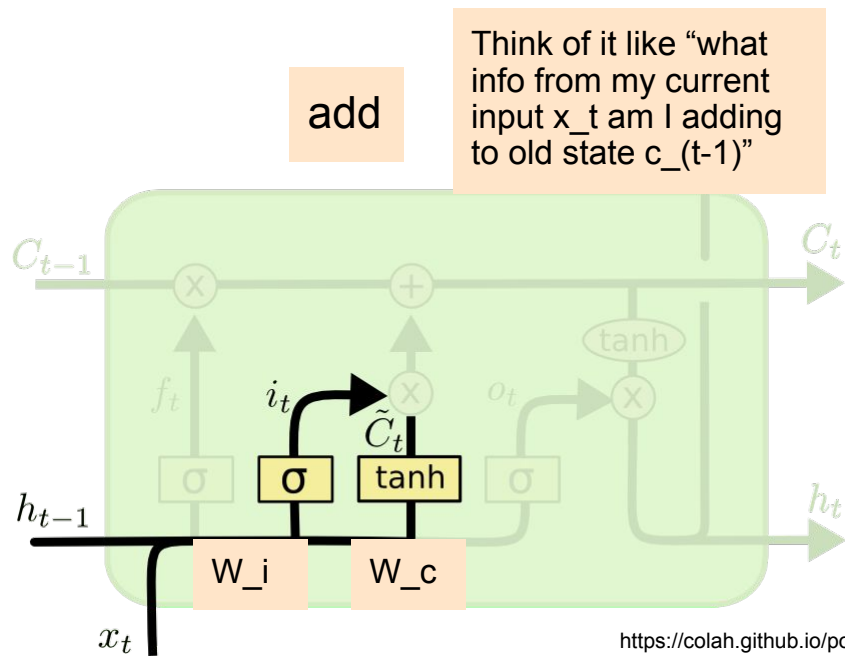 add
Think of it like “what
info from my current
input x_t am I adding
to old state c_(t-1)”
C_{t-1}
C_t
x
+
tanh
f_t
i_t
x
o_t
x
C̃_t
σ
σ
tanh
σ
h_{t-1}
h_t
W_i
W_c
x_t
https://colah.github.io/po